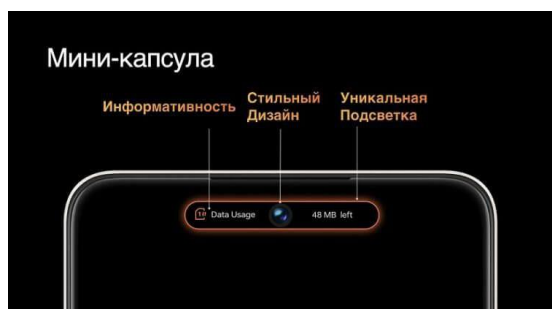 Мини-капсула
Информативность
Стильный
Дизайн
Уникальная
Подсветка
Data Usage
48 MB left